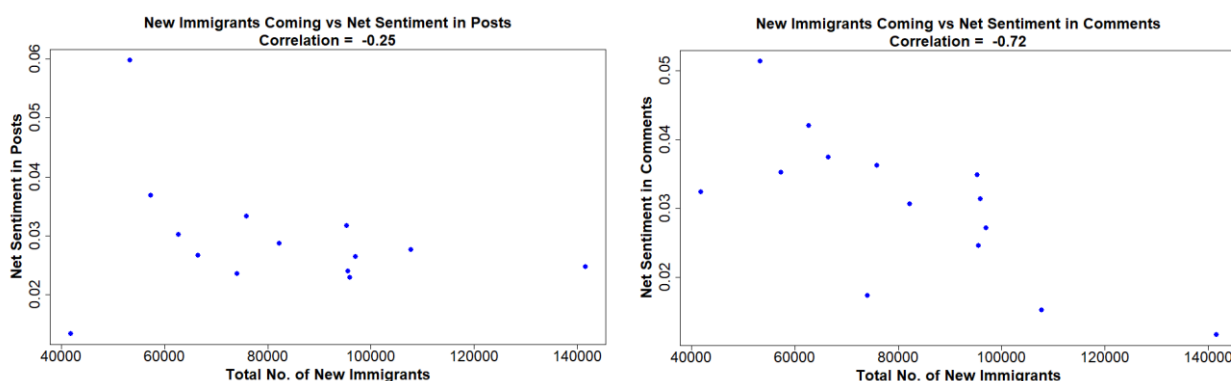 New Immigrants Coming vs Net Sentiment in Posts
Correlation = -0.25
Net Sentiment in Posts
0.06
0.05
0.04
0.03
0.02
40000 60000 80000 100000 120000 140000
Total No. of New Immigrants
New Immigrants Coming vs Net Sentiment in Comments
Correlation = -0.72
Net Sentiment in Comments
0.05
0.04
0.03
0.02
40000 60000 80000 100000 120000 140000
Total No. of New Immigrants